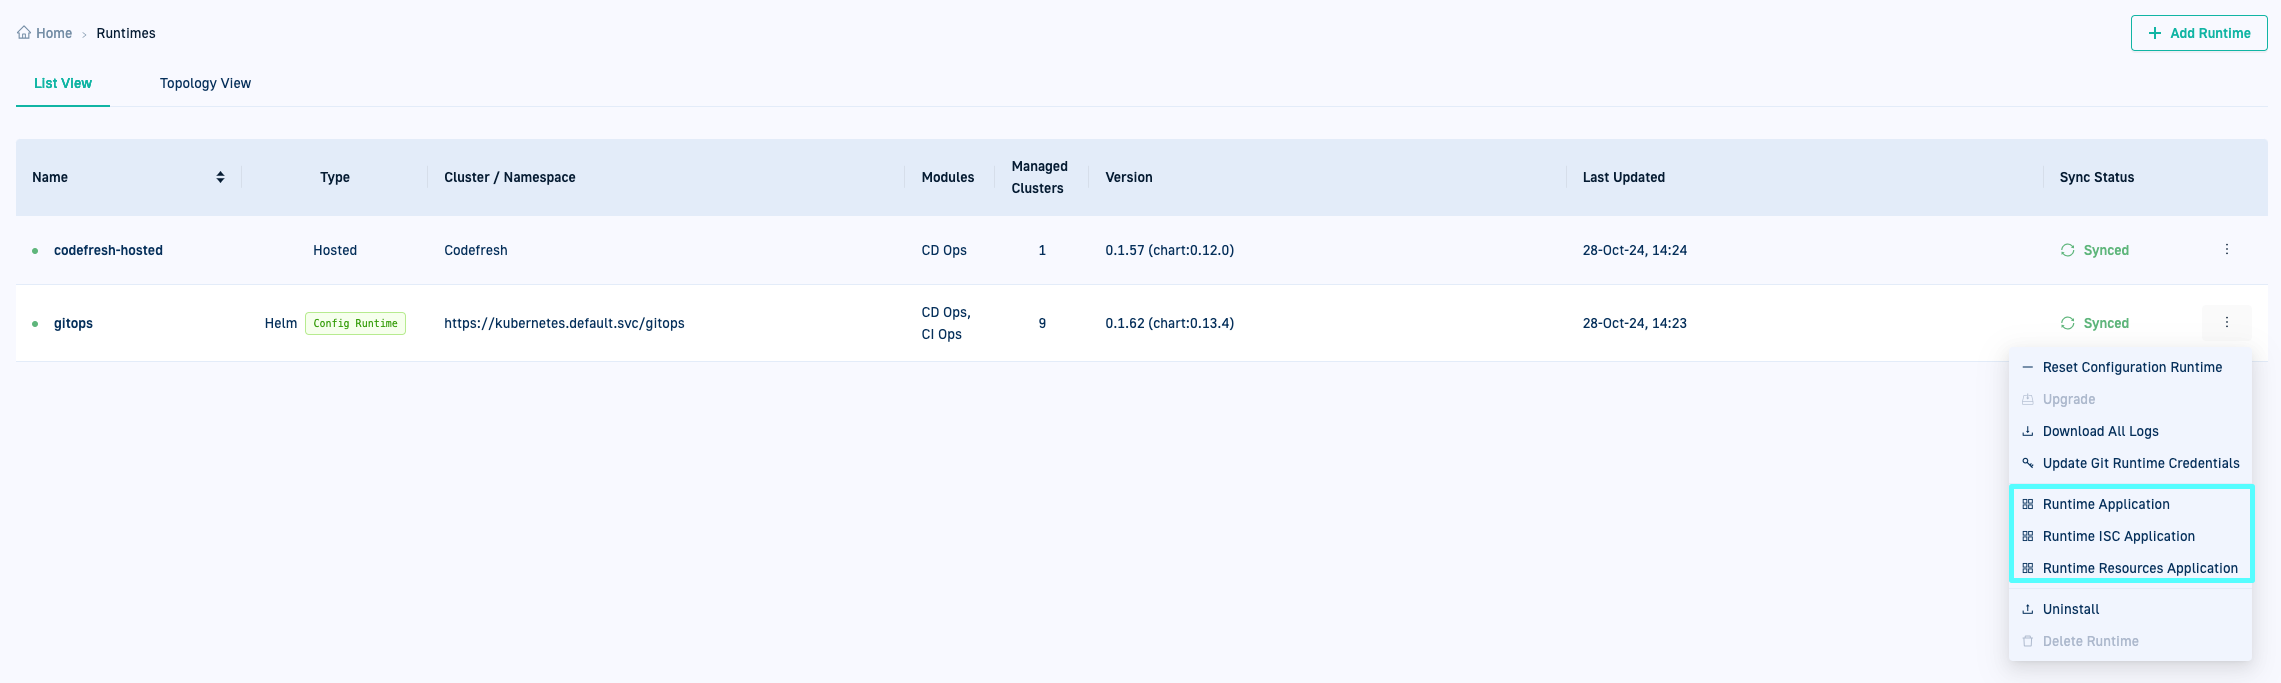 Home › Runtimes
+ Add Runtime
List View
Topology View
Name
Type
Cluster / Namespace
Modules
Managed
Clusters
Version
Last Updated
Sync Status
codefresh-hosted
Hosted
Codefresh
CD Ops
1
0.1.57 (chart:0.12.0)
28-Oct-24, 14:24
Synced
gitops
Helm
Config Runtime
https://kubernetes.default.svc/gitops
CD Ops,
CI Ops
9
0.1.62 (chart:0.13.4)
28-Oct-24, 14:23
Synced
Reset Configuration Runtime
Upgrade
Download All Logs
Update Git Runtime Credentials
Runtime Application
Runtime ISC Application
Runtime Resources Application
Uninstall
Delete Runtime